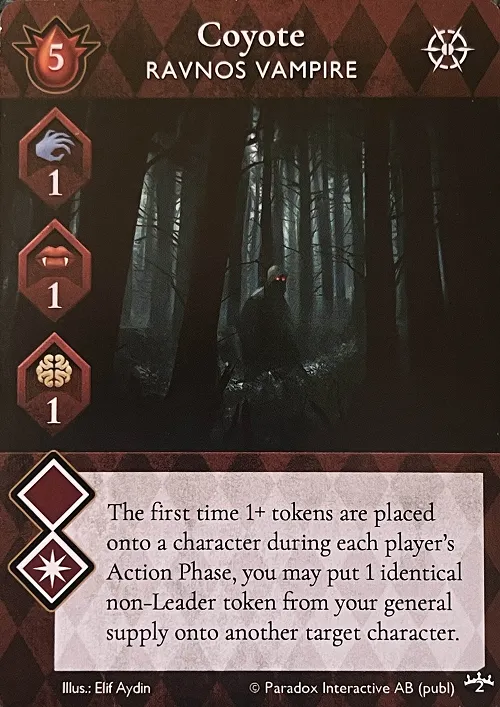 5
Coyote
RAVNOS VAMPIRE
1
1
1
The first time 1+ tokens are placed
onto a character during each player's
Action Phase, you may put 1 identical
non-Leader token from your general
supply onto another target character.
Illus.: Elif Aydin
© Paradox Interactive AB (publ)
2